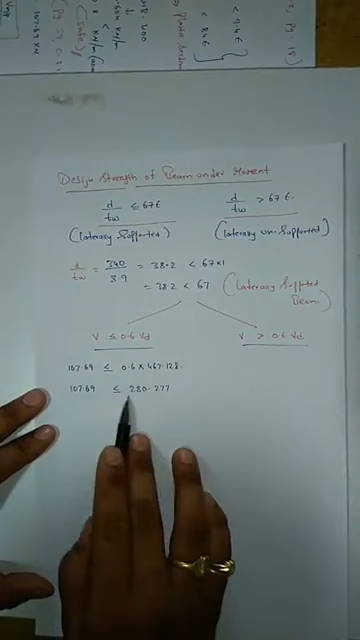 Design Strength of Beam under Moment
d/tw ≤ 67ε
d/tw > 67ε.
(laterally Supported)
(laterally un-supported)
d/tw = 340/8.9 = 38.2 < 67×1
= 38.2 < 67
(laterally Supported Beam)
V ≤ 0.6 Vd
V > 0.6 Vd
107.69 ≤ 0.6 × 467.128.
107.69 ≤ 280.277